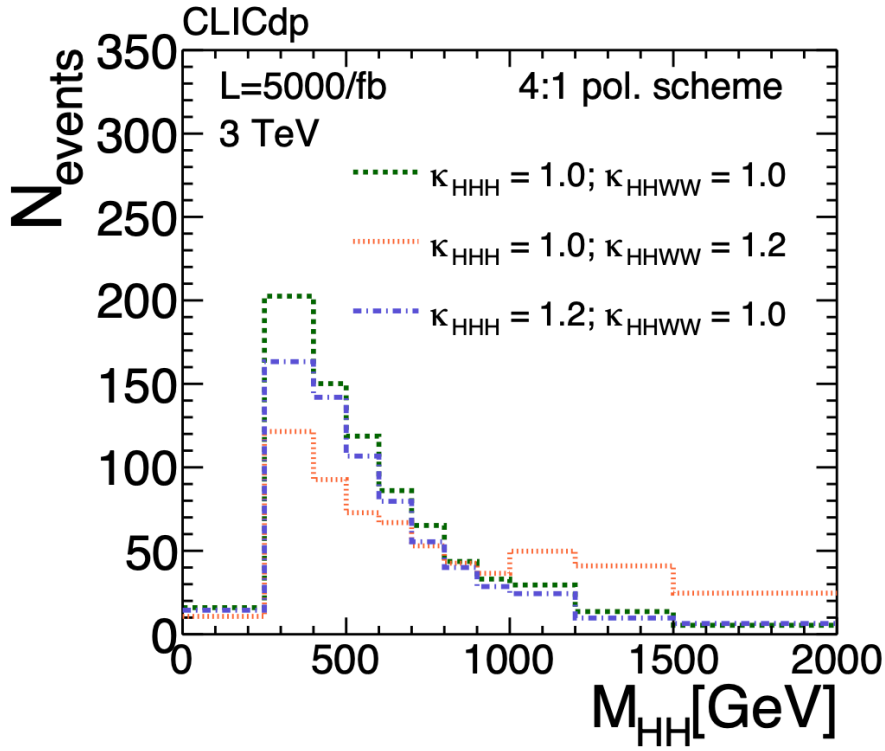 CLICdp
N events
350
300
250
200
150
100
50
0
L=5000/fb 4:1 pol. scheme
3 TeV
κHHH = 1.0; κHHWW = 1.0
κHHH = 1.0; κHHWW = 1.2
κHHH = 1.2; κHHWW = 1.0
0 500 1000 1500 2000
MHH[GeV]